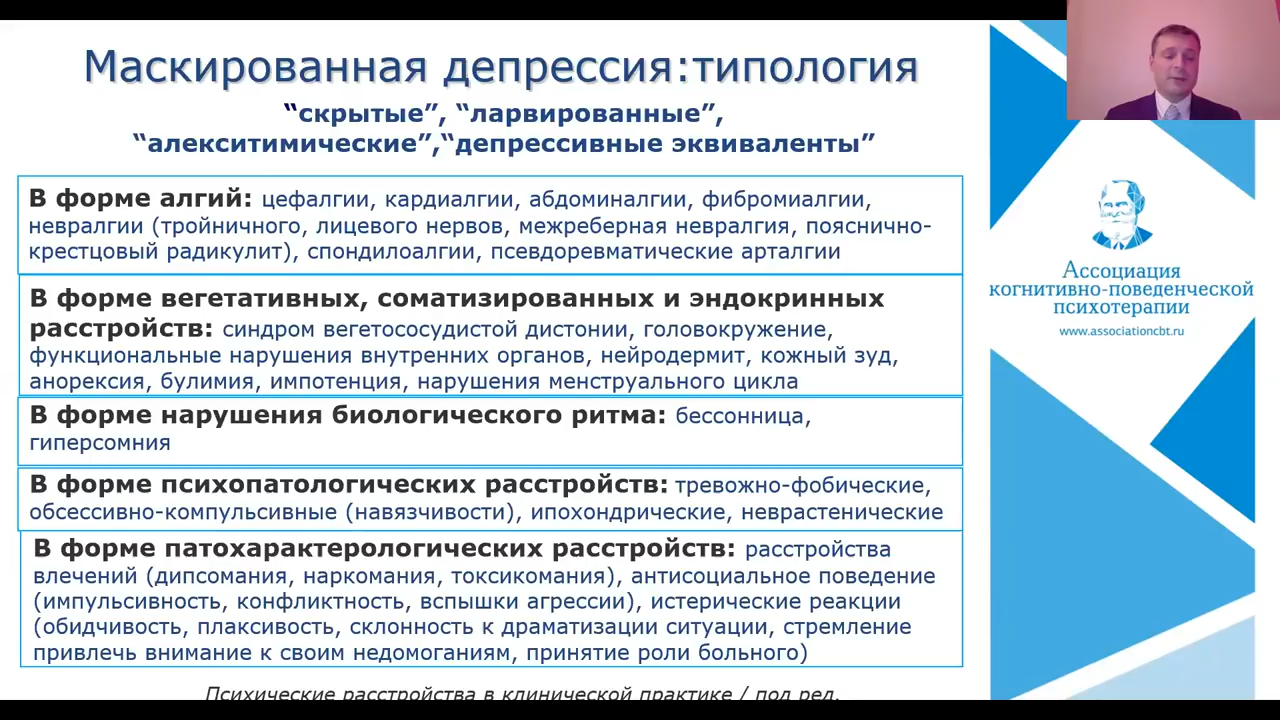 Маскированная депрессия:типология
“скрытые”, “ларвированные”,
“алекситимические”,“депрессивные эквиваленты”
В форме алгий: цефалгии, кардиалгии, абдоминалгии, фибромиалгии,
невралгии (тройничного, лицевого нервов, межреберная невралгия, пояснично-
крестцовый радикулит), спондилоалгии, псевдоревматические арталгии
В форме вегетативных, соматизированных и эндокринных
расстройств: синдром вегетососудистой дистонии, головокружение,
функциональные нарушения внутренних органов, нейродермит, кожный зуд,
анорексия, булимия, импотенция, нарушения менструального цикла
В форме нарушения биологического ритма: бессонница,
гиперсомния
В форме психопатологических расстройств: тревожно-фобические,
обсессивно-компульсивные (навязчивости), ипохондрические, неврастенические
В форме патохарактерологических расстройств: расстройства
влечений (дипсомания, наркомания, токсикомания), антисоциальное поведение
(импульсивность, конфликтность, вспышки агрессии), истерические реакции
(обидчивость, плаксивость, склонность к драматизации ситуации, стремление
привлечь внимание к своим недомоганиям, принятие роли больного)
Психические расстройства в клинической практике / под ред.
Ассоциация
когнитивно-поведенческой
психотерапии
www.associationcbt.ru